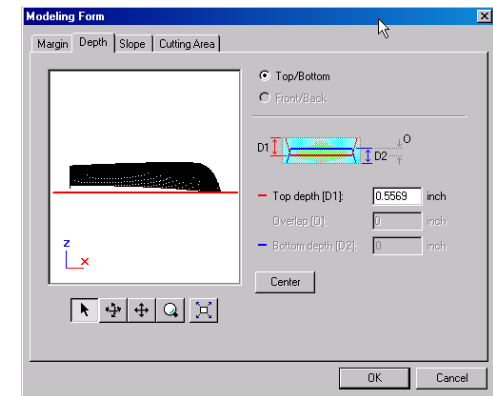 Modeling Form
Margin Depth Slope Cutting Area
Top/Bottom
Front/Back
D1 D2 O
Top depth [D1]: 0.5569 inch
Overlap [O]: 0 inch
Bottom depth [D2]: 0 inch
z
x
Center
OK Cancel